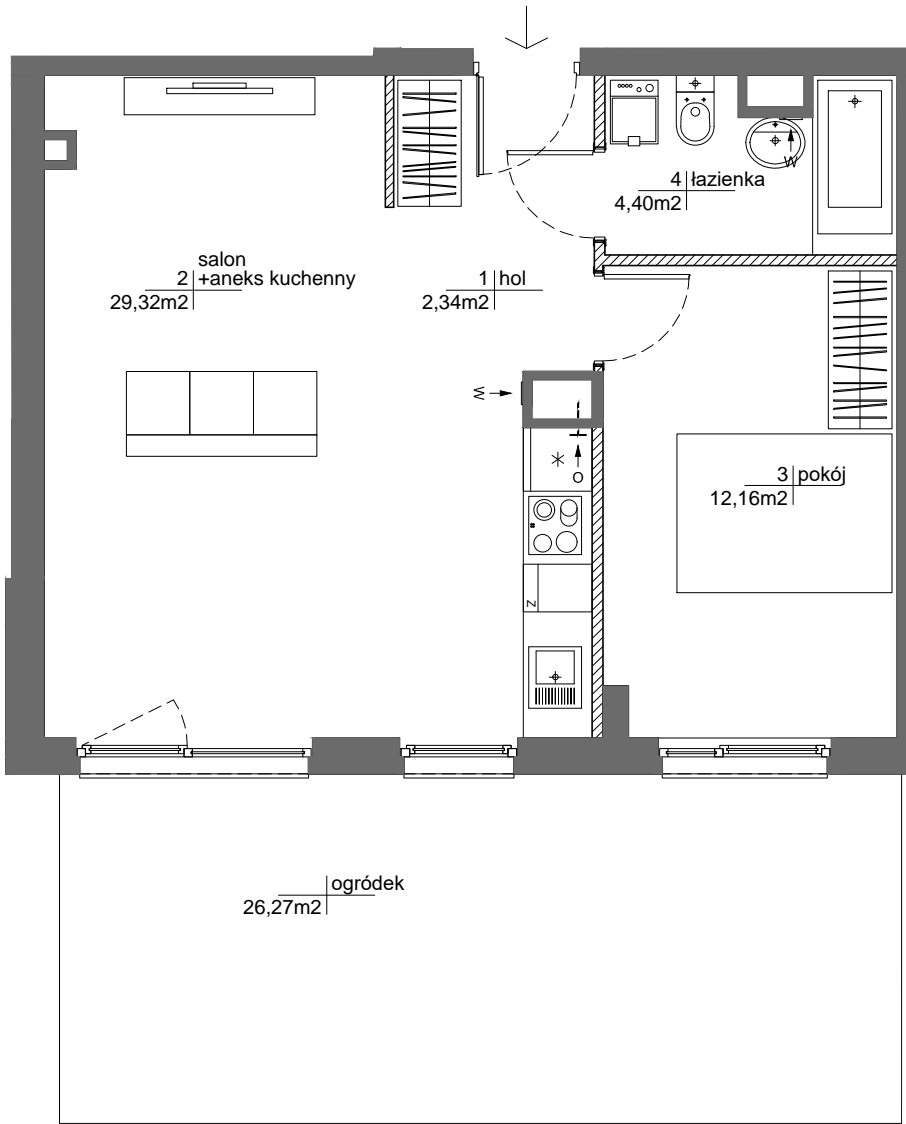 4 łazienka
4,40m2
W
salon
2 +aneks kuchenny
29,32m2
1 hol
2,34m2
W
3 pokój
12,16m2
O
Z
ogródek
26,27m2